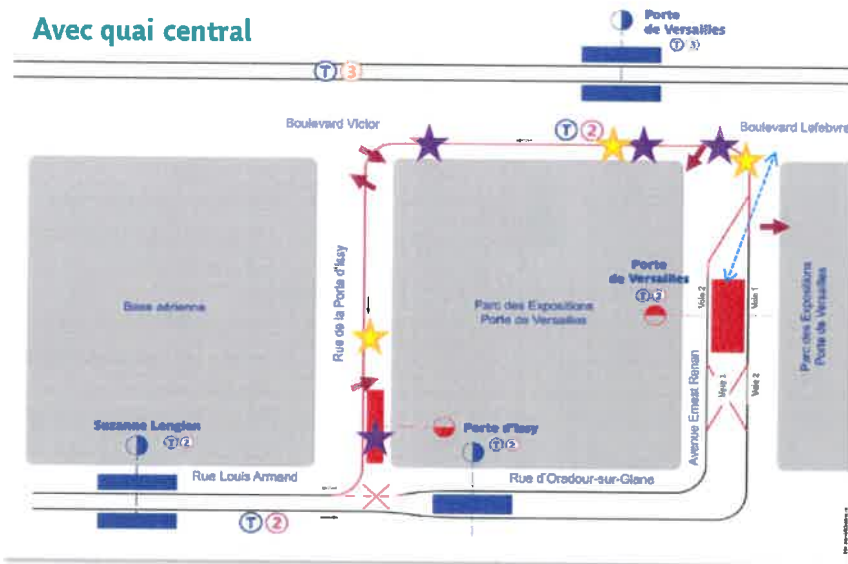 Avec quai central
Porte
de Versailles
T 3
T 3
Boulevard Victor
T 2
Boulevard Lefebvre
Rue de la Porte d'Issy
Base aérienne
Parc des Expositions
Porte de Versailles
Porte
de Versailles
T 2
Voie 2
Voie 1
Parc des Expositions
Porte de Versailles
Avenue Ernest Renan
Voie 1
Voie 2
Suzanne Lenglen
T 2
Porte d'Issy
T 2
Rue Louis Armand
Rue d'Oradour-sur-Glane
T 2